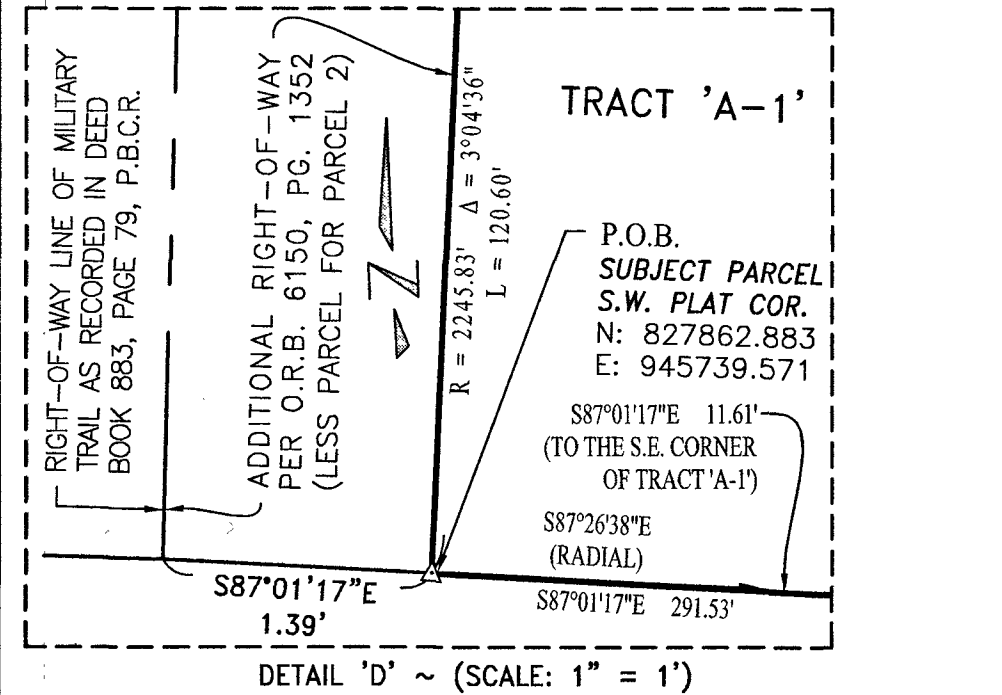 RIGHT-OF-WAY LINE OF MILITARY
TRAIL AS RECORDED IN DEED
BOOK 883, PAGE 79, P.B.C.R.
ADDITIONAL RIGHT-OF-WAY
PER O.R.B. 6150, PG. 1352
(LESS PARCEL FOR PARCEL 2)
Z
R = 2245.83' Δ = 3°04'36"
L = 120.60'
TRACT 'A-1'
P.O.B.
SUBJECT PARCEL
S.W. PLAT COR.
N: 827862.883
E: 945739.571
S87°01'17"E 11.61'
(TO THE S.E. CORNER
OF TRACT 'A-1')
S87°26'38"E
(RADIAL)
S87°01'17"E 291.53'
S87°01'17"E
1.39'
DETAIL 'D' ~ (SCALE: 1" = 1')